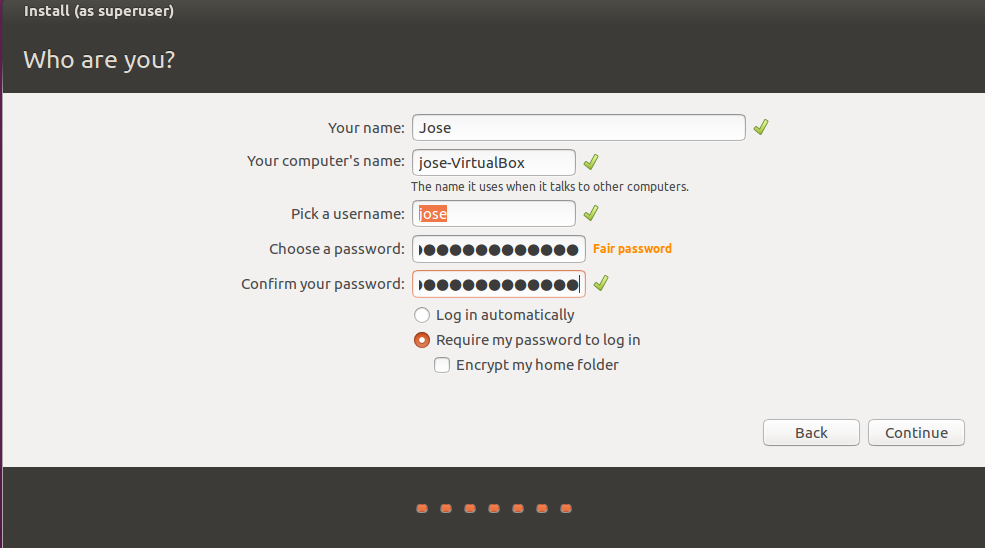 Install (as superuser)
Who are you?
Your name: Jose
Your computer's name: jose-VirtualBox
The name it uses when it talks to other computers.
Pick a username: jose
Choose a password: ●●●●●●●●●●●●● Fair password
Confirm your password: ●●●●●●●●●●●●●
Log in automatically
Require my password to log in
Encrypt my home folder
Back Continue